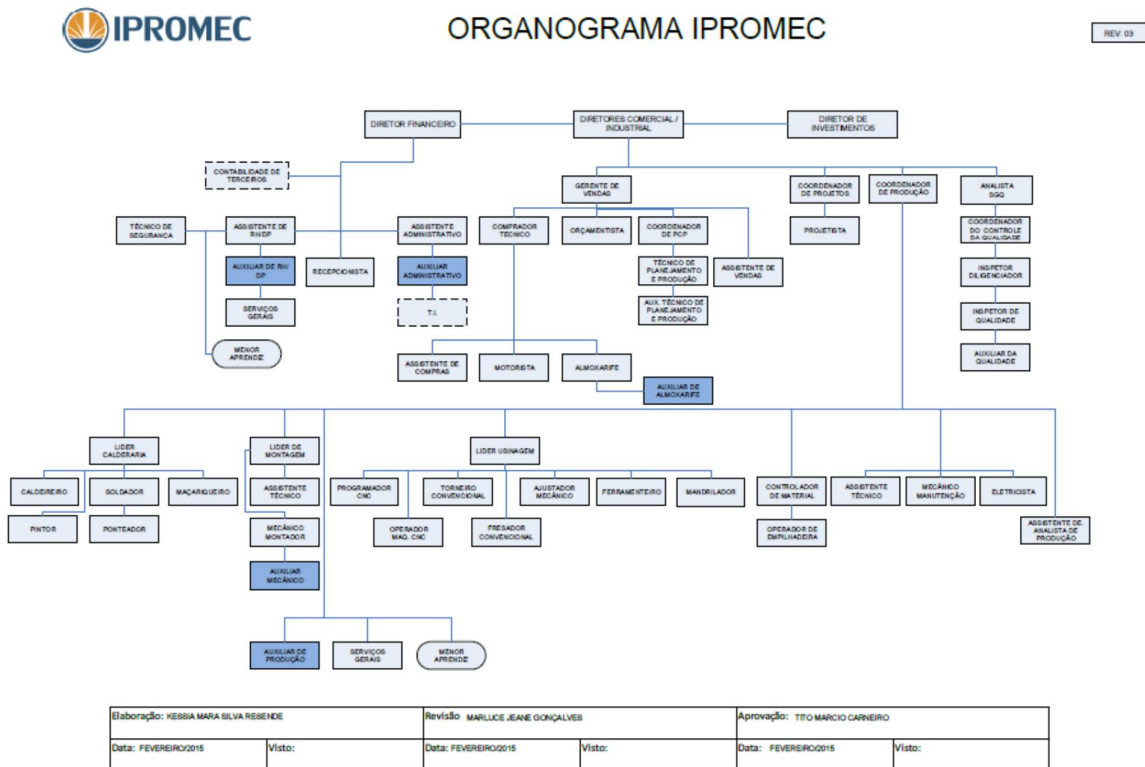 IPROMEC
ORGANOGRAMA IPROMEC
REV: 03
DIRETOR FINANCEIRO
DIRETORES COMERCIAL /
INDUSTRIAL
DIRETOR DE
INVESTIMENTOS
CONTABILIDADE DE
TERCEIROS
GERENTE DE
VENDAS
COORDENADOR
DE PROJETOS
COORDENADOR
DE PRODUÇÃO
ANALISTA
SGQ
TÉCNICO DE
SEGURANÇA
ASSISTENTE DE
RH/DP
ASSISTENTE
ADMINISTRATIVO
COMPRADOR
TÉCNICO
ORÇAMENTISTA
COORDENADOR
DE PCP
PROJETISTA
COORDENADOR
DO CONTROLE
DA QUALIDADE
AUXILIAR DE RH/
DP
RECEPCIONISTA
AUXILIAR
ADMINISTRATIVO
TÉCNICO DE
PLANEJAMENTO
E PRODUÇÃO
ASSISTENTE DE
VENDAS
INSPETOR
DILIGENCIADOR
SERVIÇOS
GERAIS
T.I.
AUX. TÉCNICO DE
PLANEJAMENTO
E PRODUÇÃO
INSPETOR DE
QUALIDADE
MENOR
APRENDIZ
ASSISTENTE DE
COMPRAS
MOTORISTA
ALMOXARIFE
AUXILIAR DA
QUALIDADE
AUXILIAR DE
ALMOXARIFE
LIDER
CALDERARIA
LIDER DE
MONTAGEM
LIDER USINAGEM
CALDEIREIRO
SOLDADOR
MAÇARIQUEIRO
ASSISTENTE
TÉCNICO
PROGRAMADOR
CNC
TORNEIRO
CONVENCIONAL
AJUSTADOR
MECÂNICO
FERRAMENTEIRO
MANDRILADOR
CONTROLADOR
DE MATERIAL
ASSISTENTE
TÉCNICO
MECÂNICO
MANUTENÇÃO
ELETRICISTA
PINTOR
PONTEADOR
MECÂNICO
MONTADOR
OPERADOR
MAQ. CNC
FRESADOR
CONVENCIONAL
OPERADOR DE
EMPILHADEIRA
ASSISTENTE DE.
ANALISTA DE
PRODUÇÃO
AUXILIAR
MECÂNICO
AUXILIAR DE
PRODUÇÃO
SERVIÇOS
GERAIS
MENOR
APRENDIZ
Elaboração: KESSIA MARA SILVA RESENDE
Revisão MARLUCE JEANE GONÇALVES
Aprovação: TITO MARCIO CARNEIRO
Data: FEVEREIRO/2015
Visto:
Data: FEVEREIRO/2015
Visto:
Data: FEVEREIRO/2015
Visto: